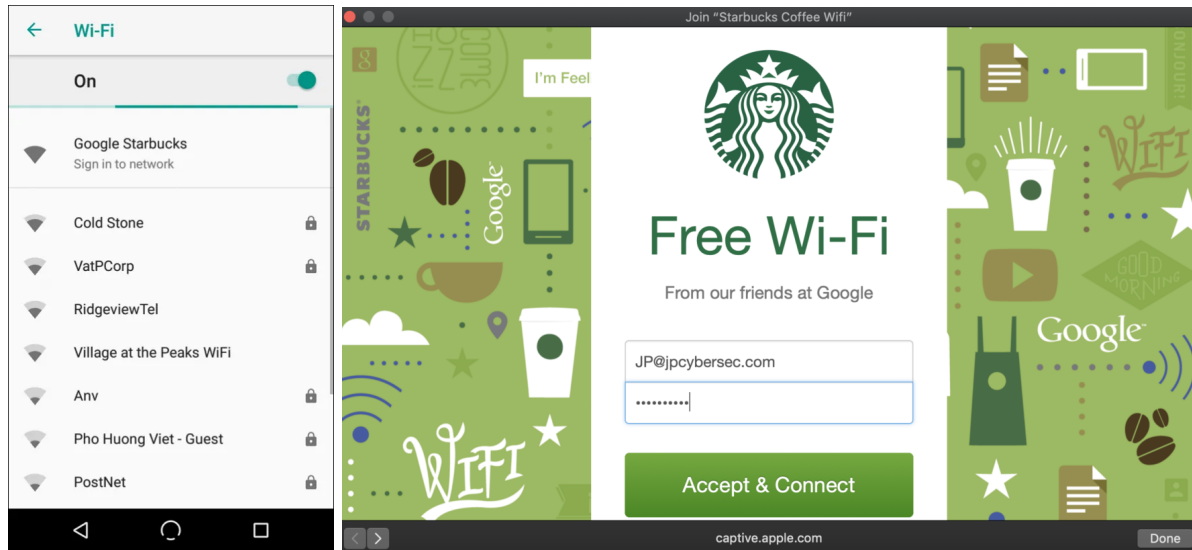 Wi-Fi
On
Google Starbucks
Sign in to network
Cold Stone
VatPCorp
RidgeviewTel
Village at the Peaks WiFi
Anv
Pho Huong Viet - Guest
PostNet
Join “Starbucks Coffee Wifi”
g
COME
I'm Feel
STARBUCKS
Google
WIFI
Free Wi-Fi
From our friends at Google
JP@jpcybersec.com
••••••••••
Accept & Connect
ONJOUR!
WIFI
GOOD
MORNING
Google
captive.apple.com
Done